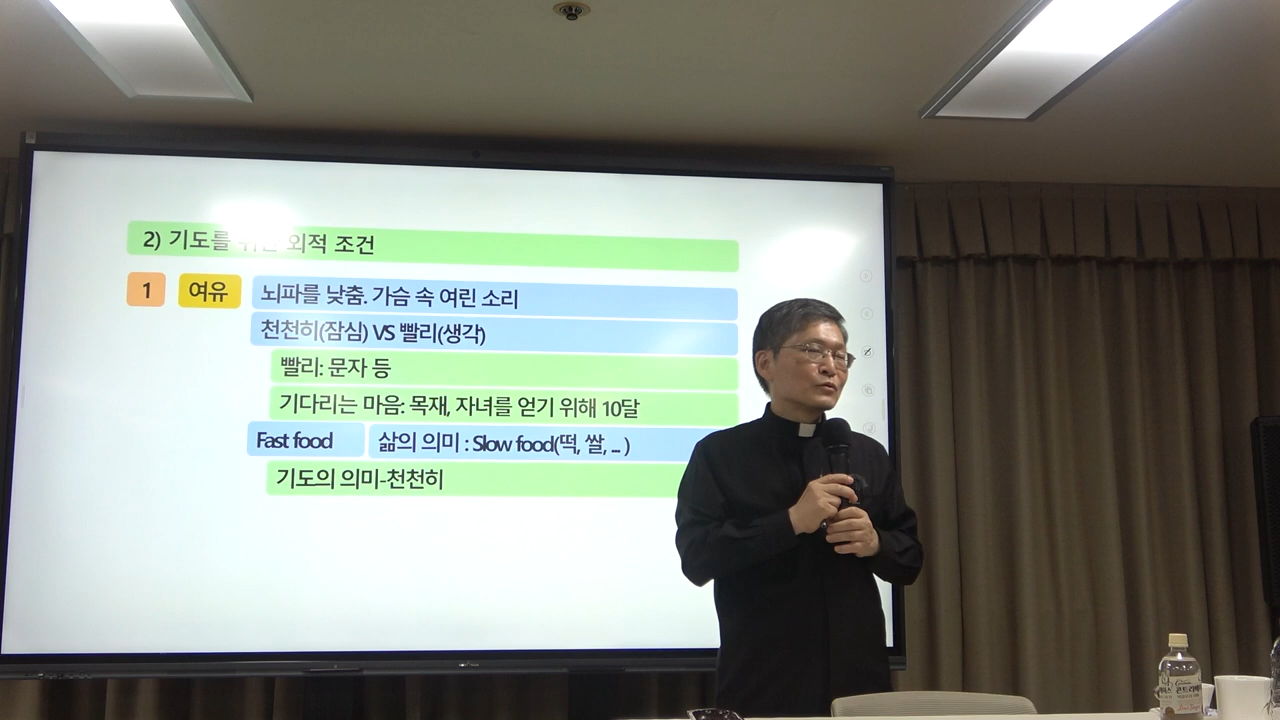 2) 기도를 위한 외적 조건
1 여유 뇌파를 낮춤. 가슴 속 여린 소리
천천히(잠심) VS 빨리(생각)
빨리: 문자 등
기다리는 마음: 목재, 자녀를 얻기 위해 10달
Fast food 삶의 의미 : Slow food(떡, 쌀, ... )
기도의 의미-천천히